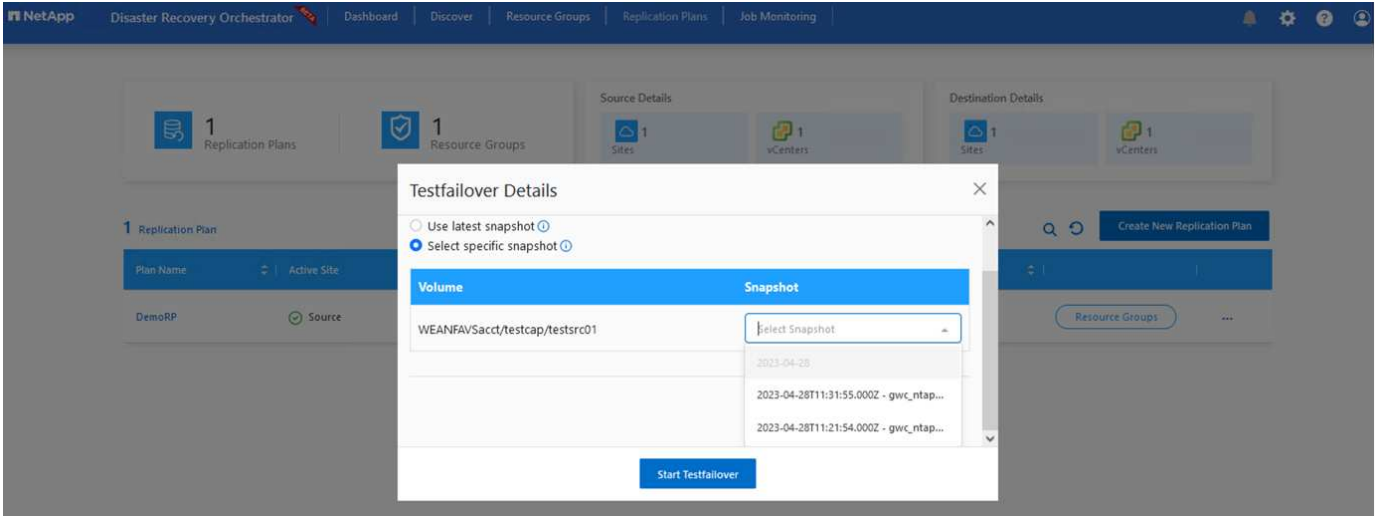 NetApp Disaster Recovery Orchestrator Dashboard Discover Resource Groups Replication Plans Job Monitoring
1
Replication Plans
1
Resource Groups
Source Details
1
Sites
1
vCenters
Destination Details
1
Sites
1
vCenters
Testfailover Details
Use latest snapshot
Select specific snapshot
Volume Snapshot
WEANFAVSacct/testcap/testsrc01 Select Snapshot
2023-04-28
2023-04-28T11:31:55.000Z - gwc_ntap...
2023-04-28T11:21:54.000Z - gwc_ntap...
Start Testfailover
1 Replication Plan
Create New Replication Plan
Plan Name Active Site
DemoRP Source Resource Groups ...